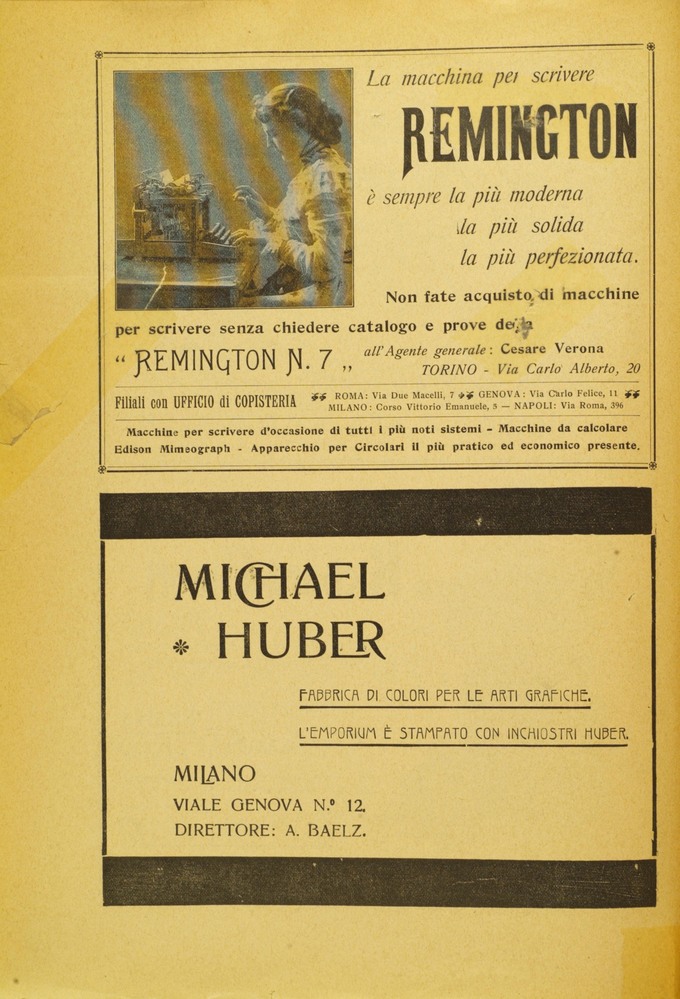 La macchina per scrivere
REMINGTON
è sempre la più moderna
la più solida
la più perfezionata.
Non fate acquisto di macchine
per scrivere senza chiedere catalogo e prove della
“ REMINGTON N. 7 „
all'Agente generale: Cesare Verona
TORINO - Via Carlo Alberto, 20
Filiali con UFFICIO di COPISTERIA
ROMA: Via Due Macelli, 7 GENOVA: Via Carlo Felice, 11
MILANO: Corso Vittorio Emanuele, 5 — NAPOLI: Via Roma, 396
Macchine per scrivere d'occasione di tutti i più noti sistemi - Macchine da calcolare
Edison Mimeograph - Apparecchio per Circolari il più pratico ed economico presente.
MICHAEL
HUBER
FABBRICA DI COLORI PER LE ARTI GRAFICHE.
L'EMPORIUM È STAMPATO CON INCHIOSTRI HUBER.
MILANO
VIALE GENOVA N.º 12.
DIRETTORE: A. BAELZ.